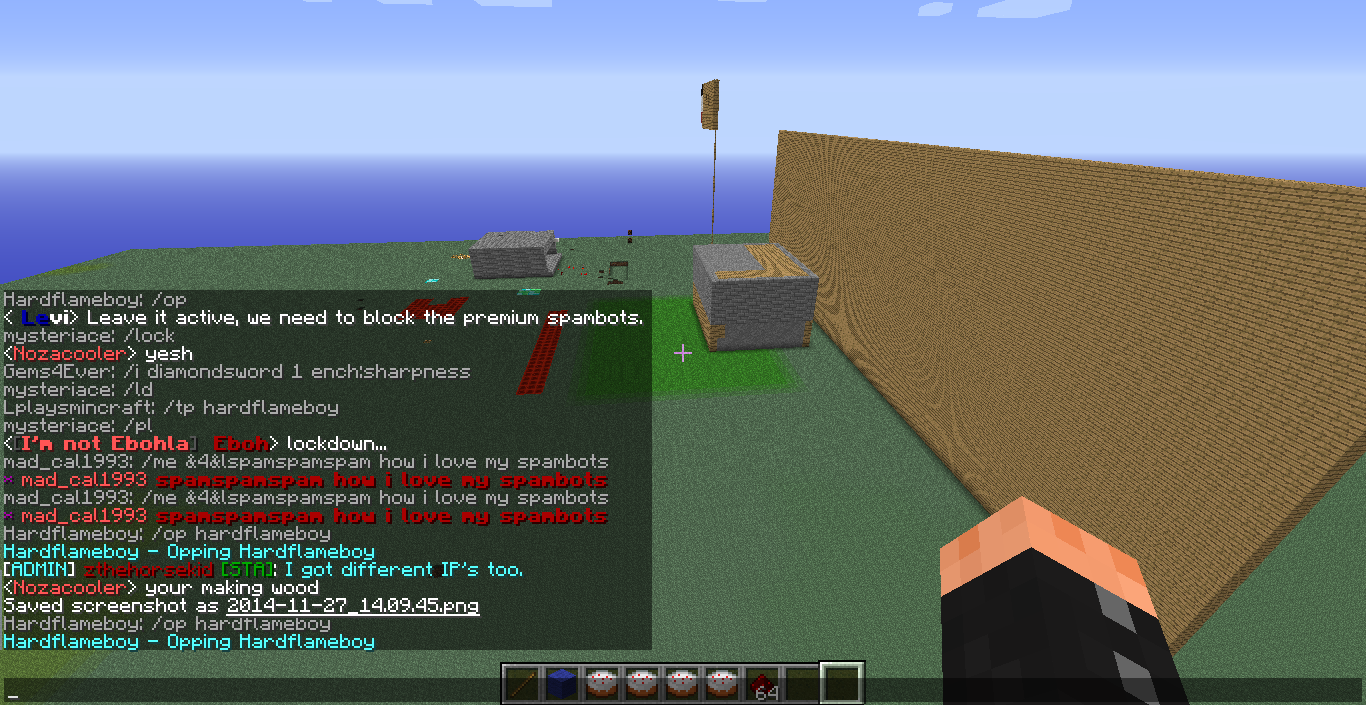 Hardflameboy: /op
< Levi> Leave it active, we need to block the premium spambots.
mysteriace: /lock
<Nozacooler> yesh
Gems4Ever: /i diamondsword 1 ench:sharpness
mysteriace: /ld
Lplaysmincraft: /tp hardflameboy
mysteriace: /pl
<[I'm not Ebohla] Eboh> lockdown...
mad_cal1993: /me &4&lspamspamspam how i love my spambots
* mad_cal1993 spamspamspam how i love my spambots
mad_cal1993: /me &4&lspamspamspam how i love my spambots
* mad_cal1993 spamspamspam how i love my spambots
Hardflameboy: /op hardflameboy
Hardflameboy - Opping Hardflameboy
[ADMIN] zthehorsekid [STA]: I got different IP's too.
<Nozacooler> your making wood
Saved screenshot as 2014-11-27_14.09.45.png
Hardflameboy: /op hardflameboy
Hardflameboy - Opping Hardflameboy
_
64